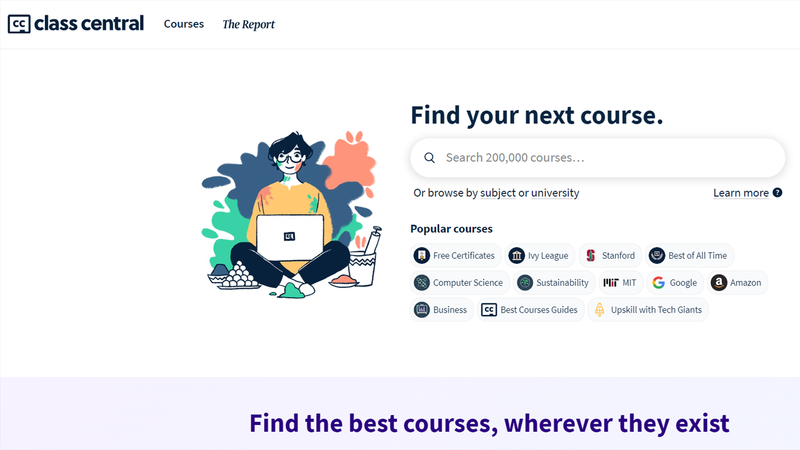 cc class central Courses The Report
Find your next course.
Search 200,000 courses...
Or browse by subject or university Learn more ?
Popular courses
Free Certificates Ivy League Stanford Best of All Time
Computer Science Sustainability MIT Google Amazon
Business cc Best Courses Guides Upskill with Tech Giants
Find the best courses, wherever they exist